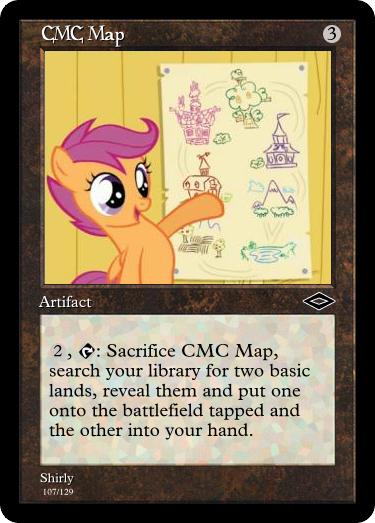 CMC Map 3
Artifact
2 , : Sacrifice CMC Map,
search your library for two basic
lands, reveal them and put one
onto the battlefield tapped and
the other into your hand.
Shirly
107/129